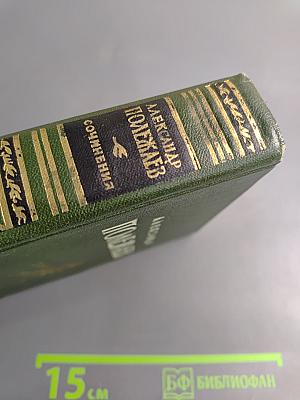 АЛЕКСАНДР
ПОЛЕЖАЕВ
СОЧИНЕНИЯ
15 см
БФ БИБЛИОФАН